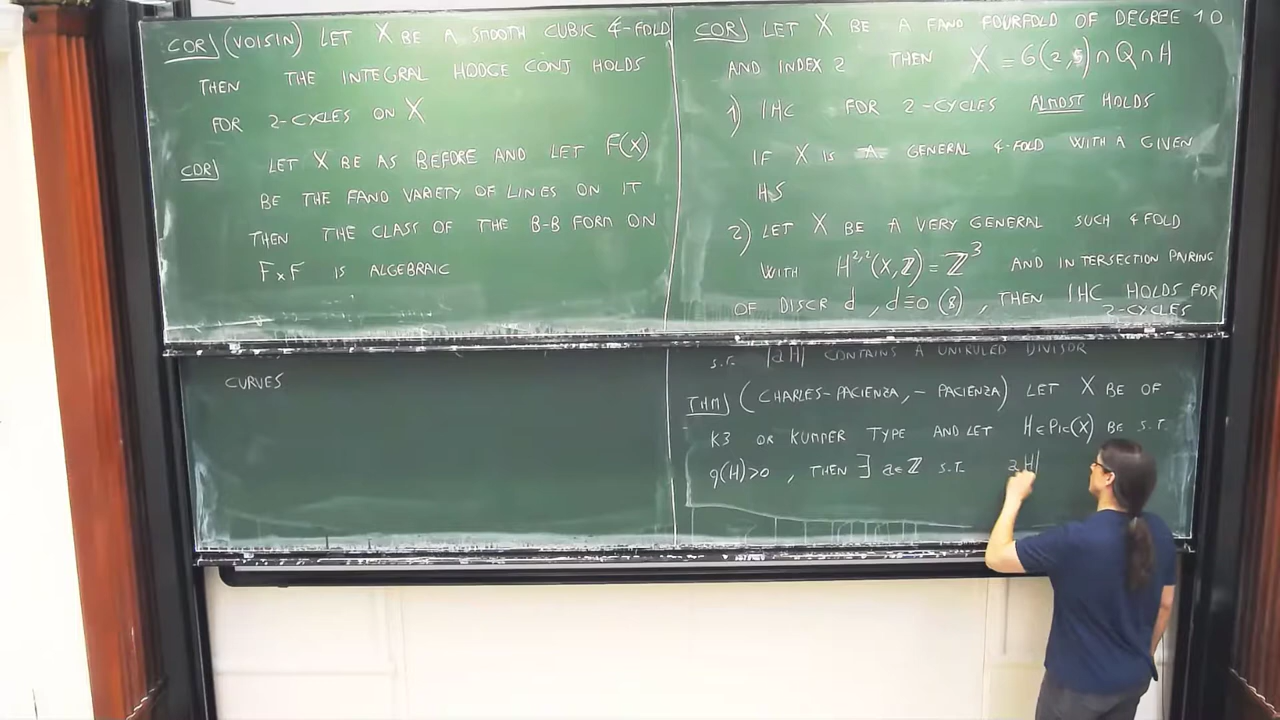 COR) (VOISIN) LET X BE A SMOOTH CUBIC 4-FOLD
THEN THE INTEGRAL HODGE CONJ HOLDS
FOR 2-CYCLES ON X
COR) LET X BE AS BEFORE AND LET F(X)
BE THE FANO VARIETY OF LINES ON IT
THEN THE CLASS OF THE B-B FORM ON
F×F IS ALGEBRAIC
COR) LET X BE A FANO FOURFOLD OF DEGREE 10
AND INDEX 2 THEN X = G(2,5)∩Q∩H
1) IHC FOR 2-CYCLES ALMOST HOLDS
IF X IS A GENERAL 4-FOLD WITH A GIVEN
HS
2) LET X BE A VERY GENERAL SUCH 4FOLD
WITH H²,²(X,ℤ) = ℤ³ AND INTERSECTION PAIRING
OF DISCR d, d≡0 (8), THEN IHC HOLDS FOR
2-CYCLES
CURVES
S.T. |aH| CONTAINS A UNIRULED DIVISOR
THM) (CHARLES-PACIENZA, – PACIENZA) LET X BE OF
K3 OR KUMMER TYPE AND LET H∈Pic(X) BE S.T.
q(H)>0, THEN ∃ a∈ℤ S.T. aH|